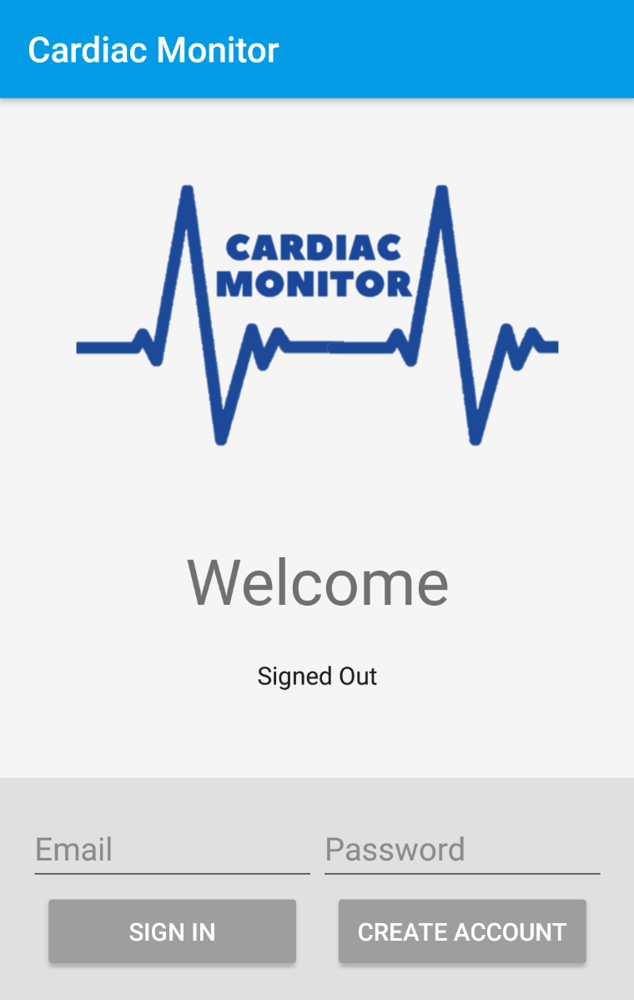 Cardiac Monitor
CARDIAC
MONITOR
Welcome
Signed Out
Email
Password
SIGN IN
CREATE ACCOUNT